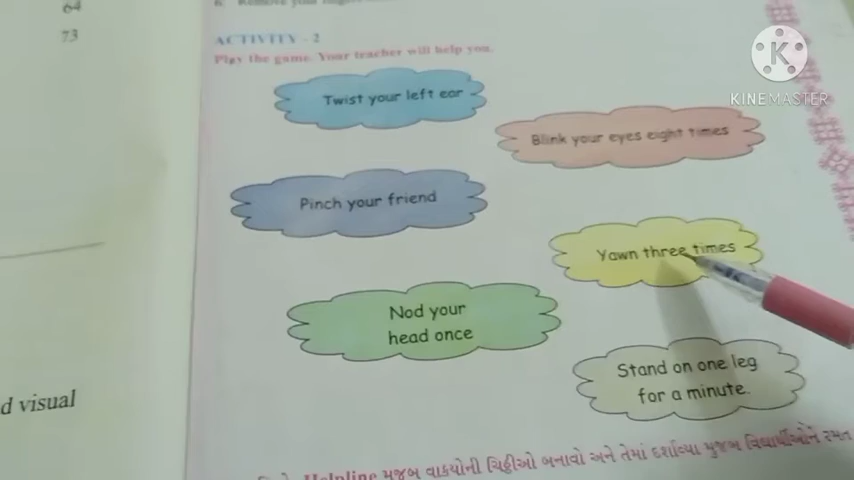 64
73
ACTIVITY - 2
Play the game. Your teacher will help you.
Twist your left ear
Blink your eyes eight times
Pinch your friend
Yawn three times
Nod your
head once
Stand on one leg
for a minute.
d visual
Helpline મુજબ વાકયોની ચિઠ્ઠીઓ બનાવો અને તેમાં દર્શાવ્યા મુજબ વિદ્યાર્થીઓને રમત
K
KINEMASTER